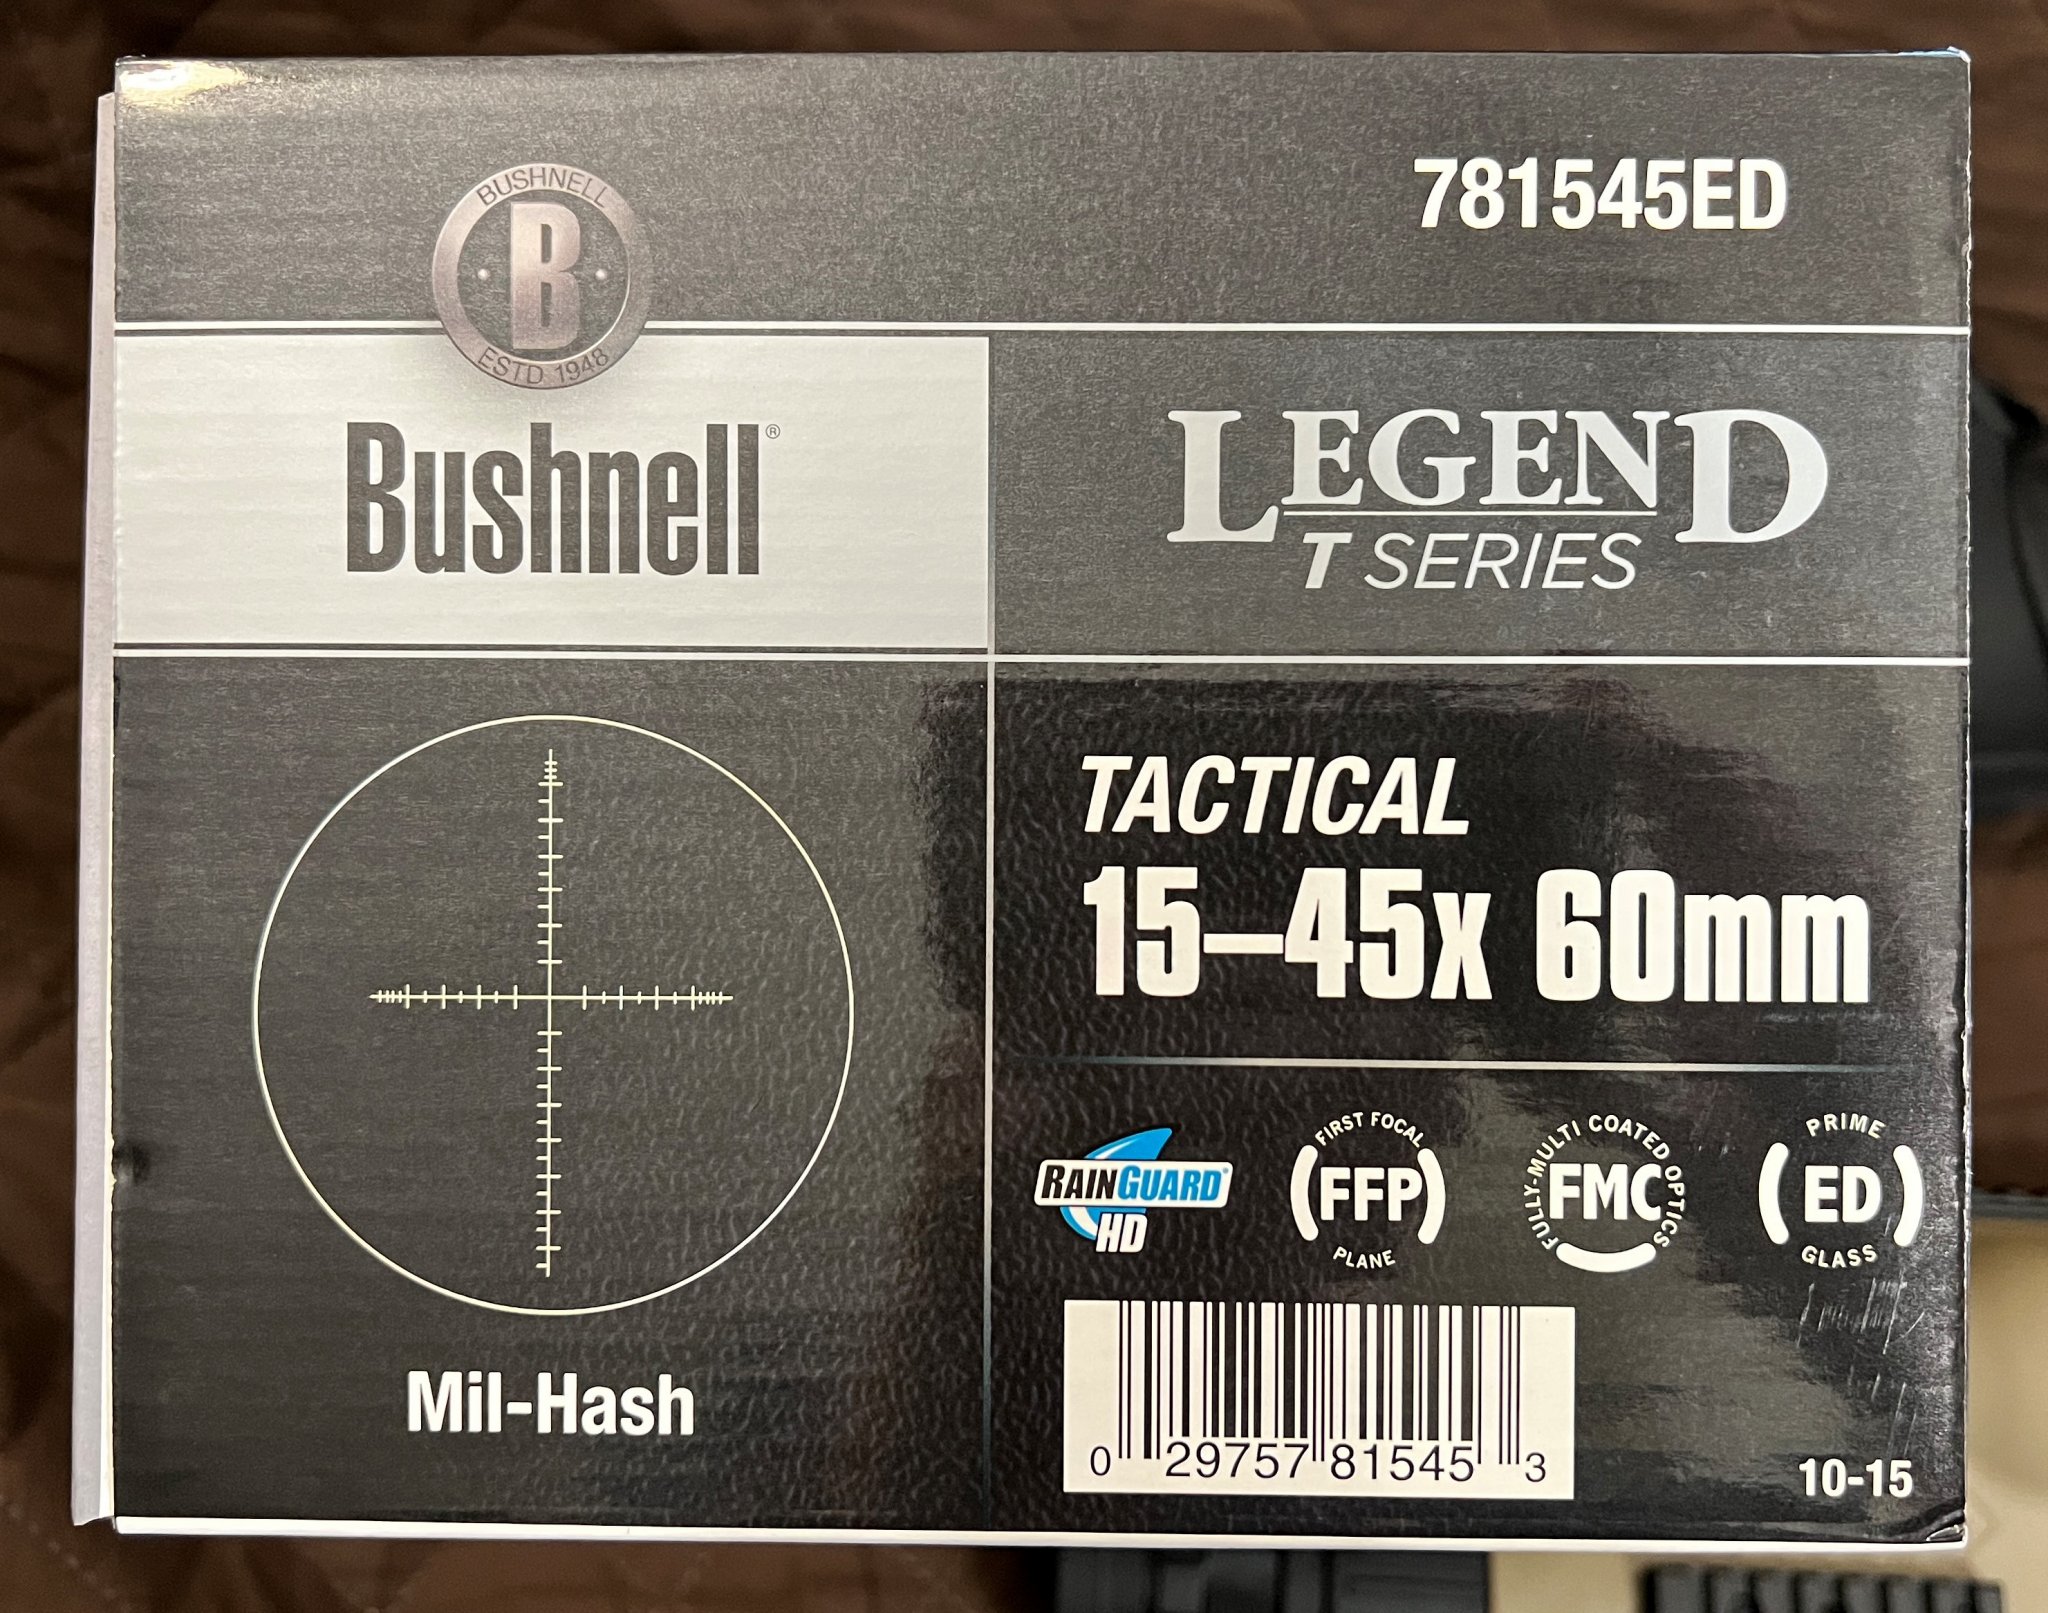 781545ED
BUSHNELL
B
ESTD 1948
Bushnell®
LEGEND
T SERIES
TACTICAL
15–45x 60mm
RAINGUARD®
HD
FIRST FOCAL
FFP
PLANE
FULLY-MULTI COATED OPTICS
FMC
PRIME
ED
GLASS
Mil-Hash
0 29757 81545 3
10-15